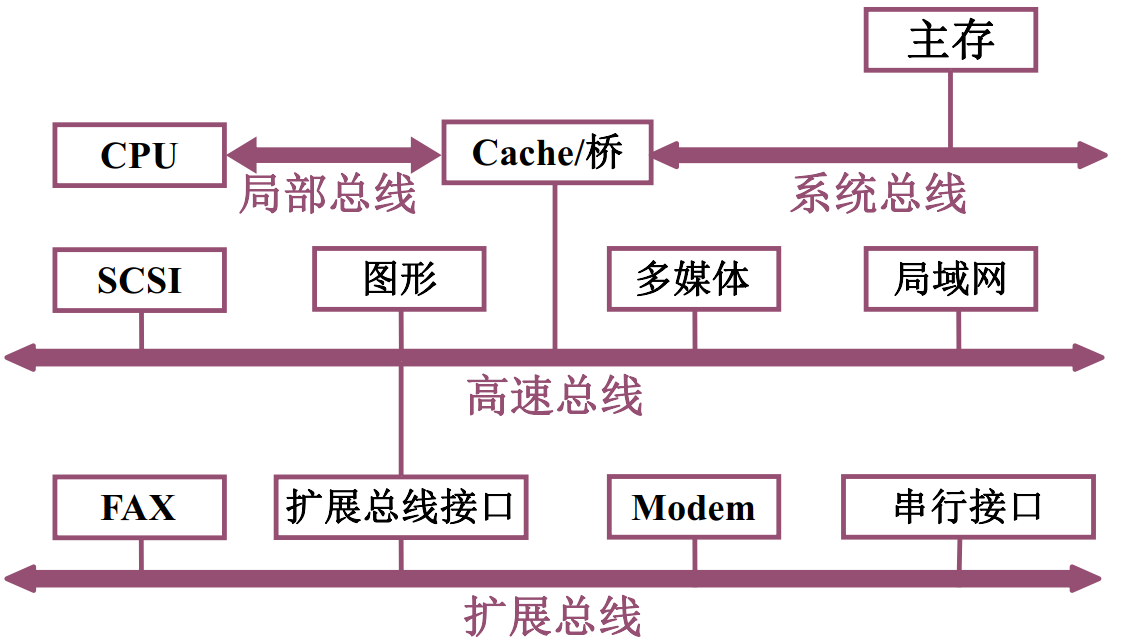 主存
CPU
Cache/桥
局部总线
系统总线
SCSI
图形
多媒体
局域网
高速总线
FAX
扩展总线接口
Modem
串行接口
扩展总线